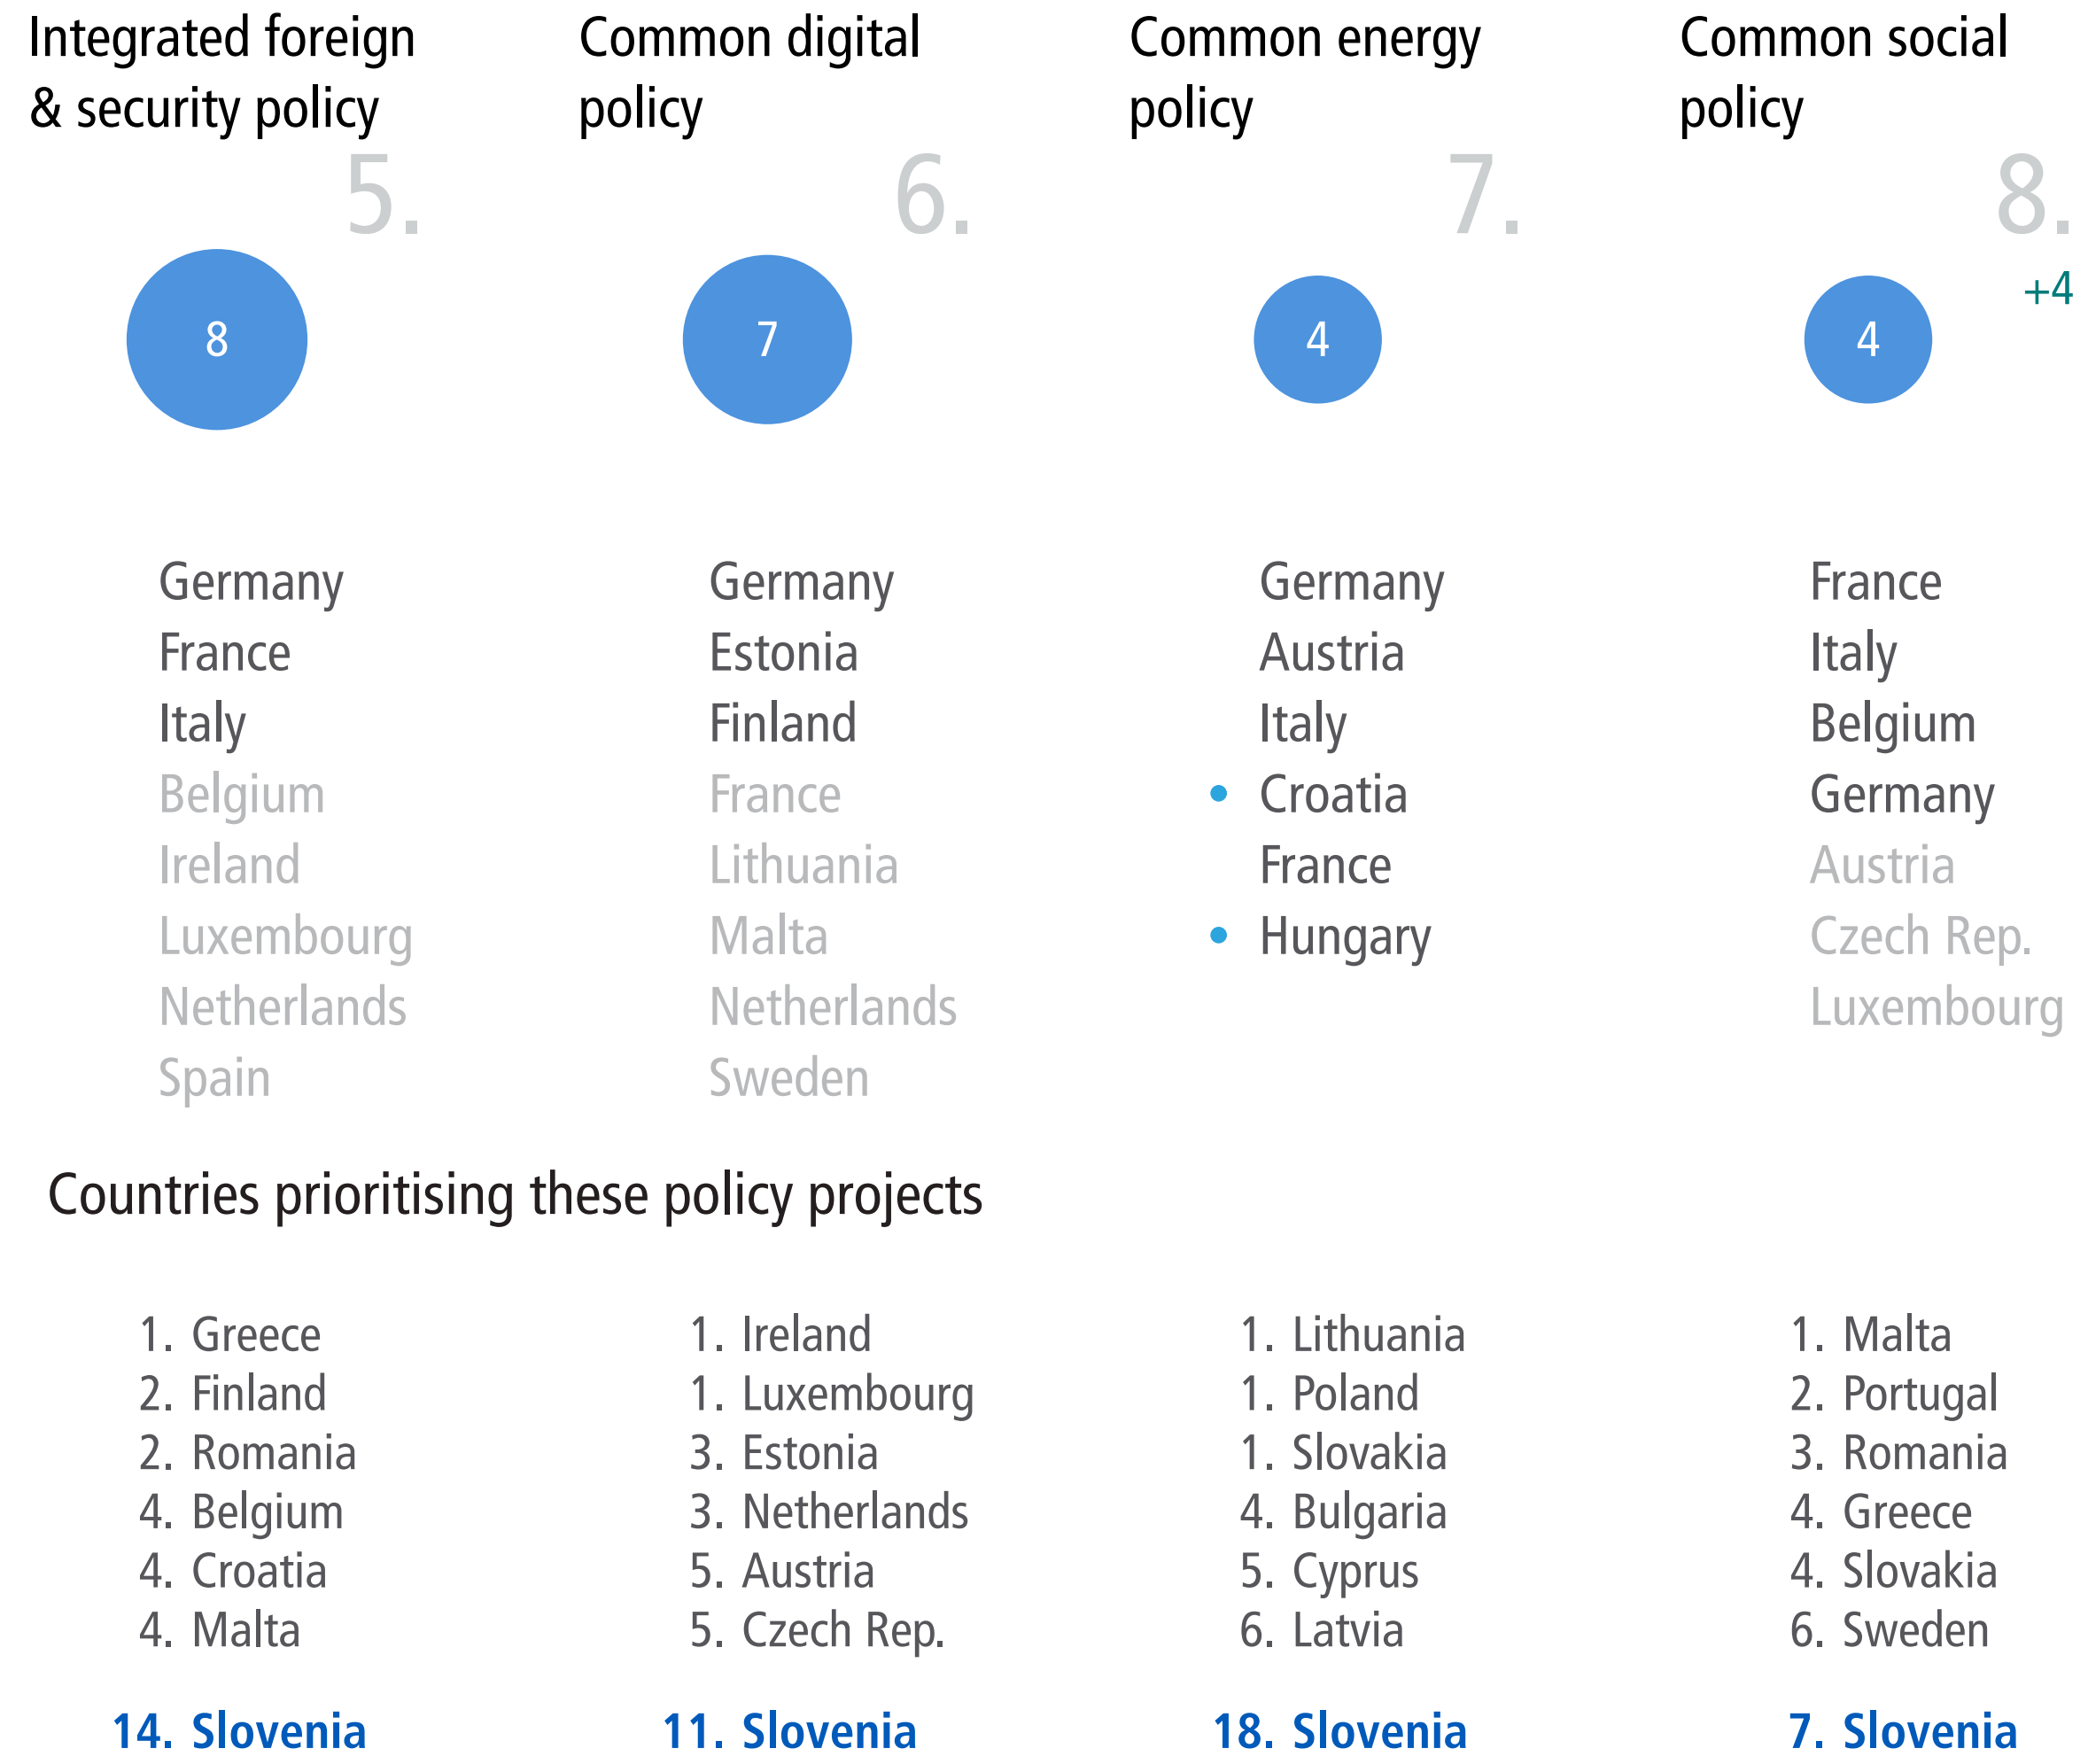 Integrated foreign
& security policy
5.
8
Common digital
policy
6.
7
Common energy
policy
7.
4
Common social
policy
8.
+4
4
Germany
France
Italy
Belgium
Ireland
Luxembourg
Netherlands
Spain
Germany
Estonia
Finland
France
Lithuania
Malta
Netherlands
Sweden
Germany
Austria
Italy
Croatia
France
Hungary
France
Italy
Belgium
Germany
Austria
Czech Rep.
Luxembourg
Countries prioritising these policy projects
1. Greece
2. Finland
2. Romania
4. Belgium
4. Croatia
4. Malta
14. Slovenia
1. Ireland
1. Luxembourg
3. Estonia
3. Netherlands
5. Austria
5. Czech Rep.
11. Slovenia
1. Lithuania
1. Poland
1. Slovakia
4. Bulgaria
5. Cyprus
6. Latvia
18. Slovenia
1. Malta
2. Portugal
3. Romania
4. Greece
4. Slovakia
6. Sweden
7. Slovenia